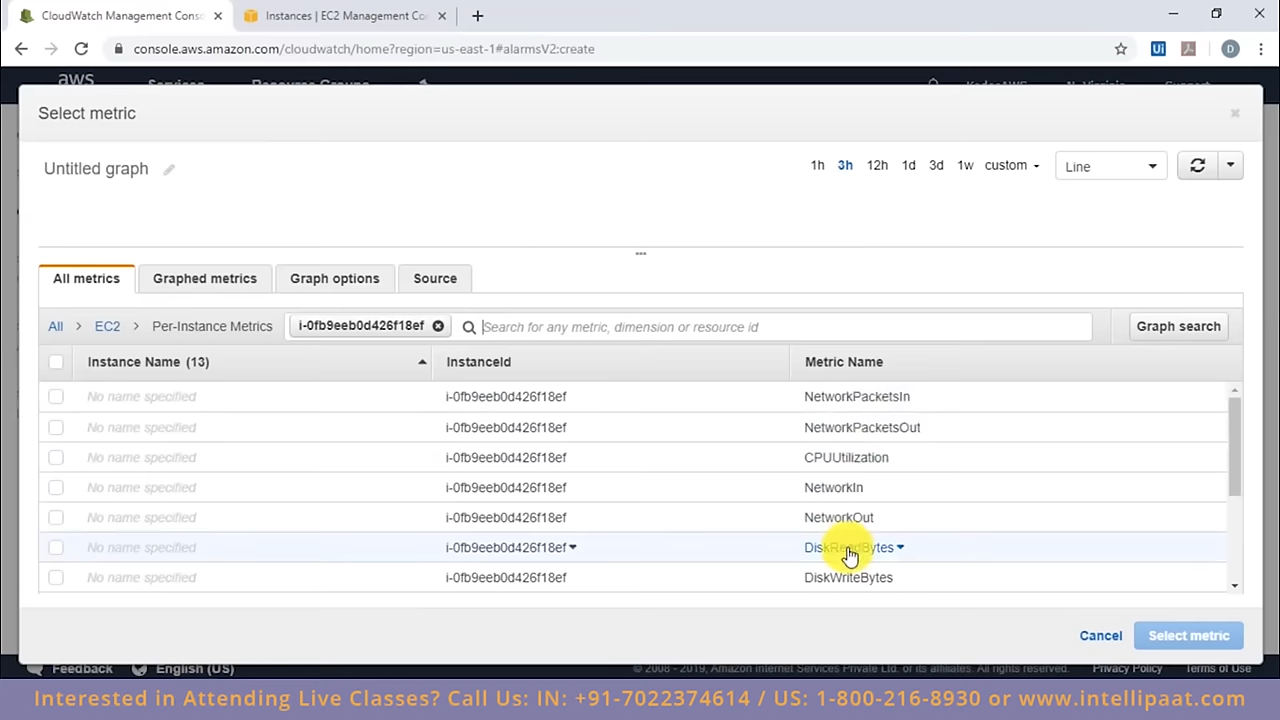 CloudWatch Management Conso
Instances | EC2 Management Co
console.aws.amazon.com/cloudwatch/home?region=us-east-1#alarmsV2:create
Ui
D
aws Services Resource Groups N. Virginia Support
Select metric
Untitled graph
1h 3h 12h 1d 3d 1w custom Line
All metrics Graphed metrics Graph options Source
All > EC2 > Per-Instance Metrics i-0fb9eeb0d426f18ef Search for any metric, dimension or resource id Graph search
Instance Name (13) InstanceId Metric Name
No name specified i-0fb9eeb0d426f18ef NetworkPacketsIn
No name specified i-0fb9eeb0d426f18ef NetworkPacketsOut
No name specified i-0fb9eeb0d426f18ef CPUUtilization
No name specified i-0fb9eeb0d426f18ef NetworkIn
No name specified i-0fb9eeb0d426f18ef NetworkOut
No name specified i-0fb9eeb0d426f18ef DiskReadBytes
No name specified i-0fb9eeb0d426f18ef DiskWriteBytes
Cancel Select metric
Feedback English (US) © 2008 - 2019, Amazon Internet Services Private Ltd. or its affiliates. All rights reserved. Privacy Policy Terms of Use
Interested in Attending Live Classes? Call Us: IN: +91-7022374614 / US: 1-800-216-8930 or www.intellipaat.com